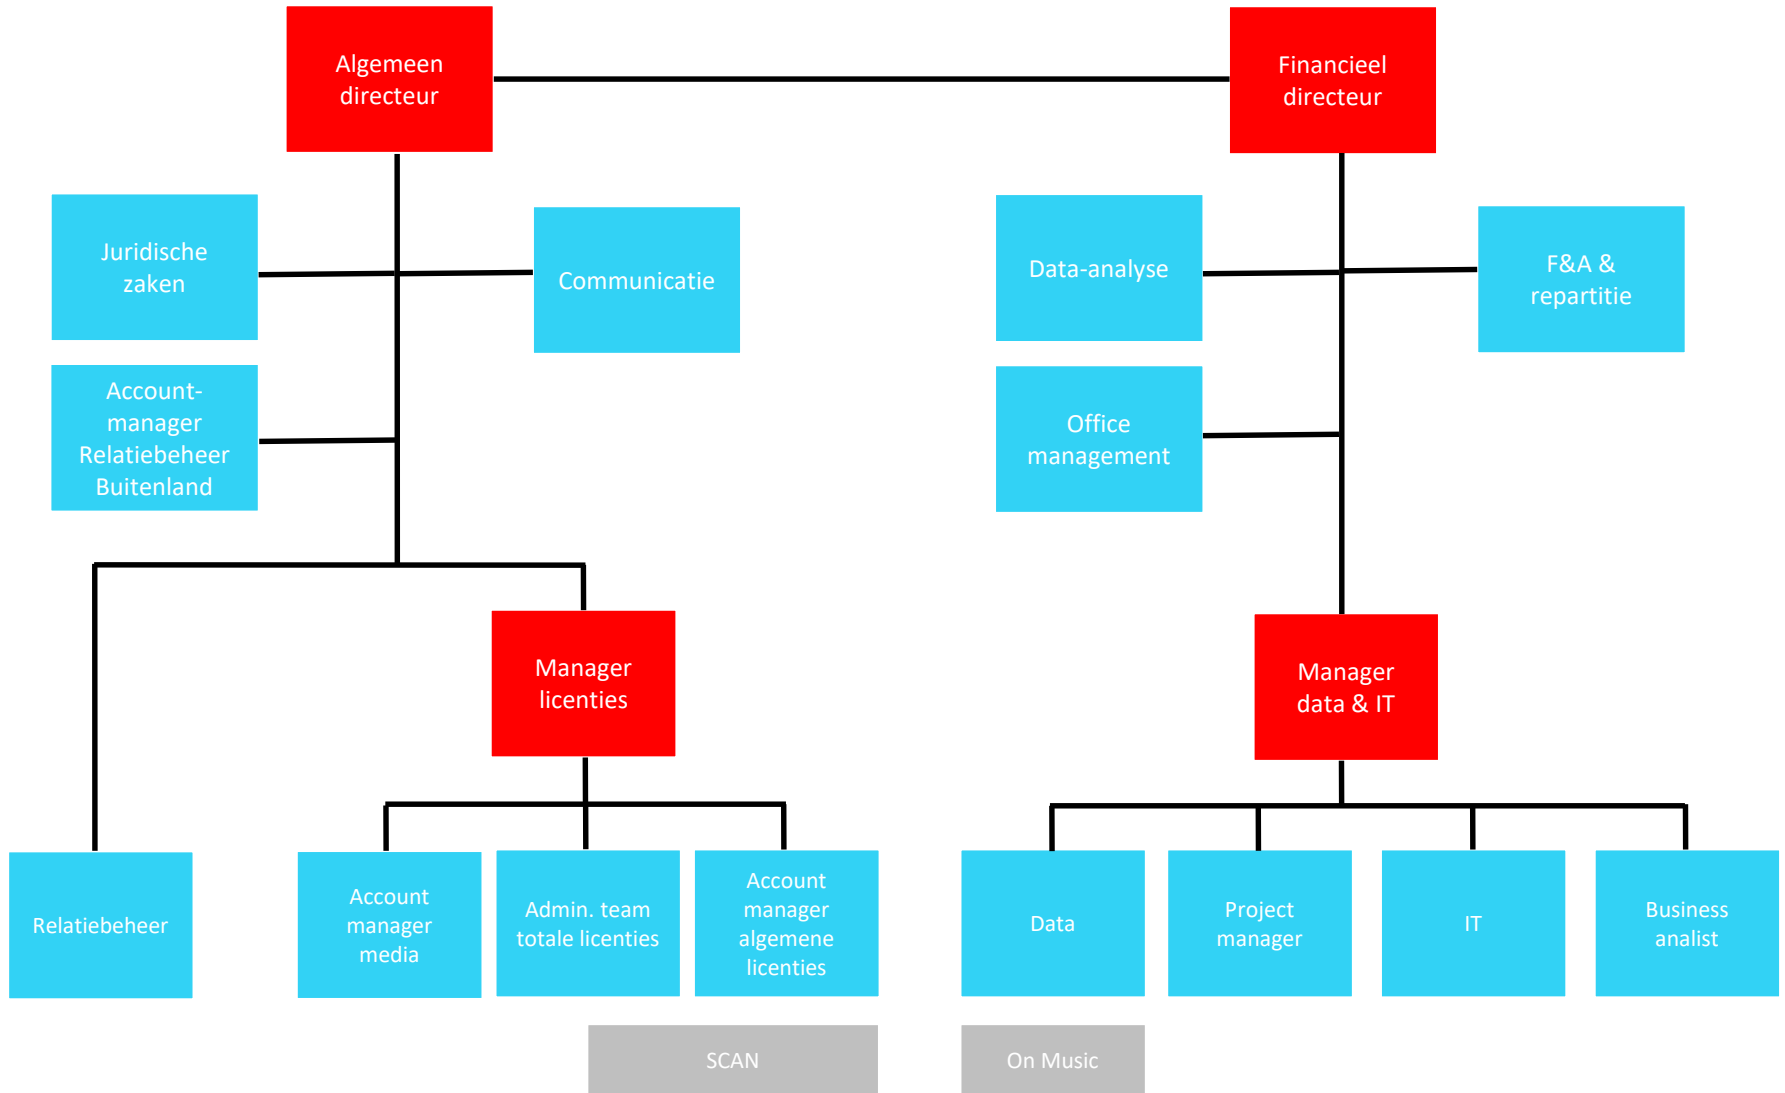 Algemeen
directeur
Financieel
directeur
Juridische
zaken
Communicatie
Data-analyse
F&A &
repartitie
Account-
manager
Relatiebeheer
Buitenland
Office
management
Manager
licenties
Manager
data & IT
Relatiebeheer
Account
manager
media
Admin. team
totale licenties
Account
manager
algemene
licenties
Data
Project
manager
IT
Business
analist
SCAN
On Music